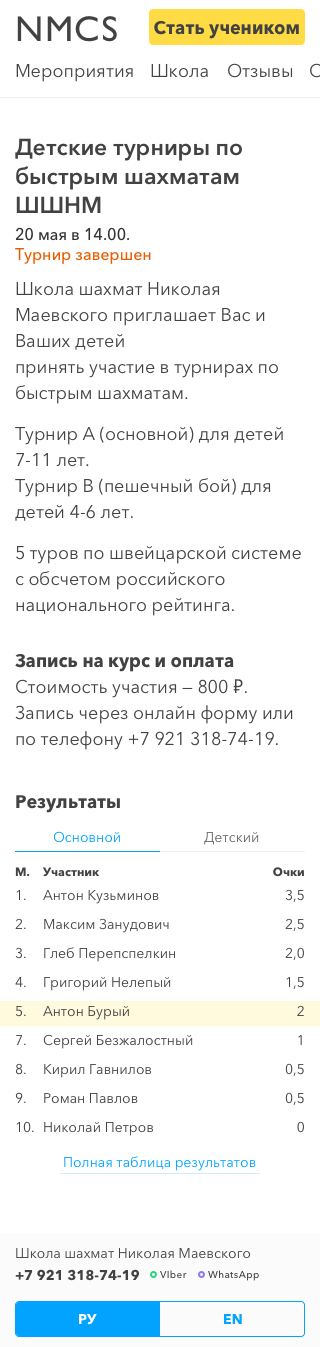 NMCS Стать учеником
Мероприятия Школа Отзывы
Детские турниры по
быстрым шахматам
ШШНМ
20 мая в 14.00.
Турнир завершен
Школа шахмат Николая
Маевского приглашает Вас и
Ваших детей
принять участие в турнирах по
быстрым шахматам.
Турнир А (основной) для детей
7-11 лет.
Турнир В (пешечный бой) для
детей 4-6 лет.
5 туров по швейцарской системе
с обсчетом российского
национального рейтинга.
Запись на курс и оплата
Стоимость участия – 800 ₽.
Запись через онлайн форму или
по телефону +7 921 318-74-19.
Результаты
Основной Детский
М. Участник Очки
1. Антон Кузьминов 3,5
2. Максим Занудович 2,5
3. Глеб Перепспелкин 2,0
4. Григорий Нелепый 1,5
5. Антон Бурый 2
7. Сергей Безжалостный 1
8. Кирил Гавнилов 0,5
9. Роман Павлов 0,5
10. Николай Петров 0
Полная таблица результатов
Школа шахмат Николая Маевского
+7 921 318-74-19 VIber WhatsApp
РУ EN